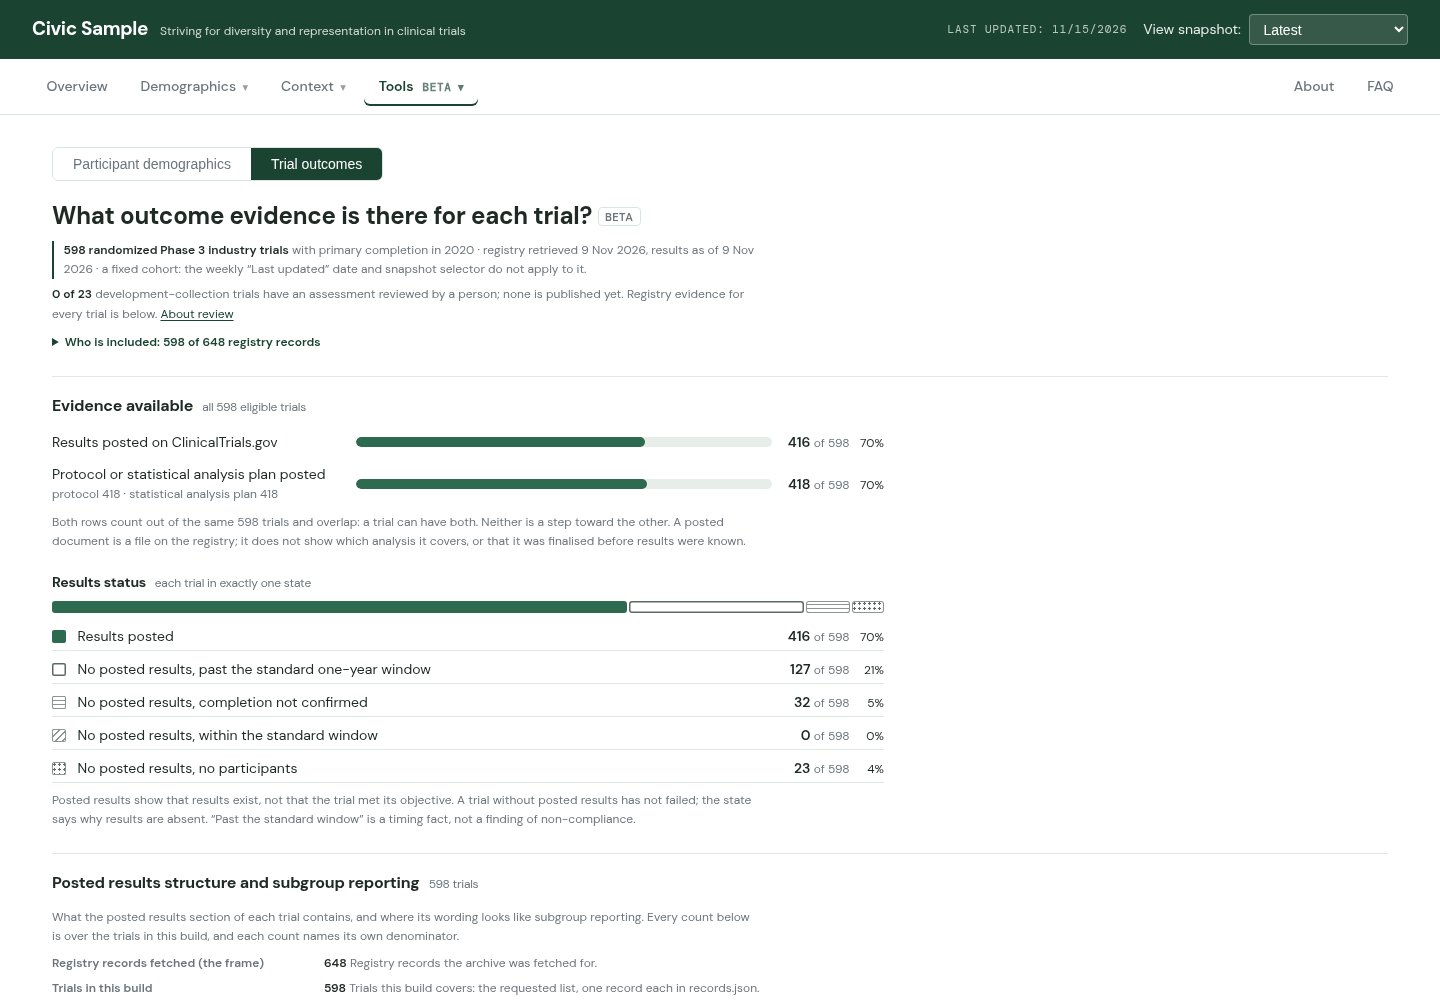 Civic Sample
Striving for diversity and representation in clinical trials
LAST UPDATED: 11/15/2026
View snapshot:
Latest
Overview
Demographics ▾
Context ▾
Tools BETA ▾
About
FAQ
Participant demographics
Trial outcomes
What outcome evidence is there for each trial? BETA
598 randomized Phase 3 industry trials with primary completion in 2020 · registry retrieved 9 Nov 2026, results as of 9 Nov
2026 · a fixed cohort: the weekly “Last updated” date and snapshot selector do not apply to it.
0 of 23 development-collection trials have an assessment reviewed by a person; none is published yet. Registry evidence for
every trial is below. About review
Who is included: 598 of 648 registry records
Evidence available all 598 eligible trials
Results posted on ClinicalTrials.gov 416 of 598 70%
Protocol or statistical analysis plan posted 418 of 598 70%
protocol 418 · statistical analysis plan 418
Both rows count out of the same 598 trials and overlap: a trial can have both. Neither is a step toward the other. A posted
document is a file on the registry; it does not show which analysis it covers, or that it was finalised before results were known.
Results status each trial in exactly one state
Results posted 416 of 598 70%
No posted results, past the standard one-year window 127 of 598 21%
No posted results, completion not confirmed 32 of 598 5%
No posted results, within the standard window 0 of 598 0%
No posted results, no participants 23 of 598 4%
Posted results show that results exist, not that the trial met its objective. A trial without posted results has not failed; the state
says why results are absent. “Past the standard window” is a timing fact, not a finding of non-compliance.
Posted results structure and subgroup reporting 598 trials
What the posted results section of each trial contains, and where its wording looks like subgroup reporting. Every count below
is over the trials in this build, and each count names its own denominator.
Registry records fetched (the frame) 648 Registry records the archive was fetched for.
Trials in this build 598 Trials this build covers: the requested list, one record each in records.json.